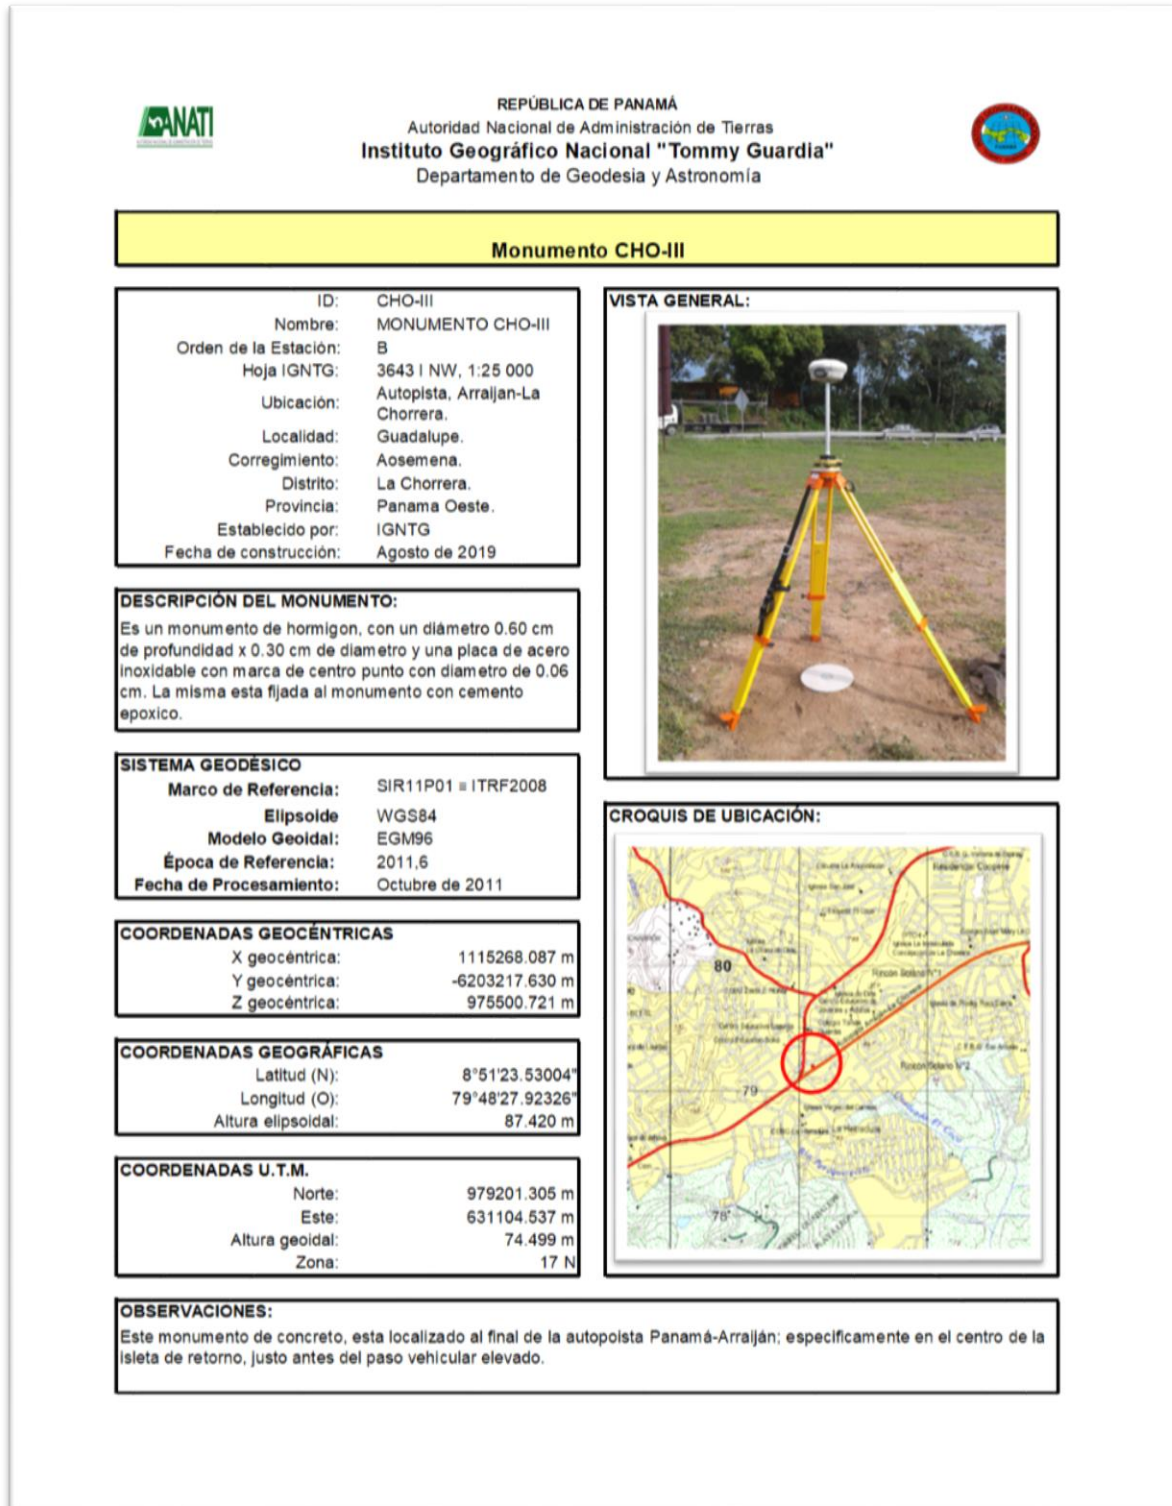 ANATI
REPÚBLICA DE PANAMÁ
Autoridad Nacional de Administración de Tierras
Instituto Geográfico Nacional "Tommy Guardia"
Departamento de Geodesia y Astronomía
Monumento CHO-III
ID: CHO-III
Nombre: MONUMENTO CHO-III
Orden de la Estación: B
Hoja IGNTG: 3643 I NW, 1:25 000
Ubicación: Autopista, Arraijan-La
Chorrera.
Localidad: Guadalupe.
Corregimiento: Aosemena.
Distrito: La Chorrera.
Provincia: Panama Oeste.
Establecido por: IGNTG
Fecha de construcción: Agosto de 2019
DESCRIPCIÓN DEL MONUMENTO:
Es un monumento de hormigon, con un diámetro 0.60 cm
de profundidad x 0.30 cm de diametro y una placa de acero
inoxidable con marca de centro punto con diametro de 0.06
cm. La misma esta fijada al monumento con cemento
epoxico.
SISTEMA GEODÉSICO
Marco de Referencia: SIR11P01 ≡ ITRF2008
Elipsoide WGS84
Modelo Geoidal: EGM96
Época de Referencia: 2011,6
Fecha de Procesamiento: Octubre de 2011
COORDENADAS GEOCÉNTRICAS
X geocéntrica: 1115268.087 m
Y geocéntrica: -6203217.630 m
Z geocéntrica: 975500.721 m
COORDENADAS GEOGRÁFICAS
Latitud (N): 8°51'23.53004"
Longitud (O): 79°48'27.92326"
Altura elipsoidal: 87.420 m
COORDENADAS U.T.M.
Norte: 979201.305 m
Este: 631104.537 m
Altura geoidal: 74.499 m
Zona: 17 N
VISTA GENERAL:
CROQUIS DE UBICACIÓN:
80
Rincón Solano N°1
79
Rincón Solano N°2
78
OBSERVACIONES:
Este monumento de concreto, esta localizado al final de la autopoista Panamá-Arraiján; especificamente en el centro de la
isleta de retorno, justo antes del paso vehicular elevado.